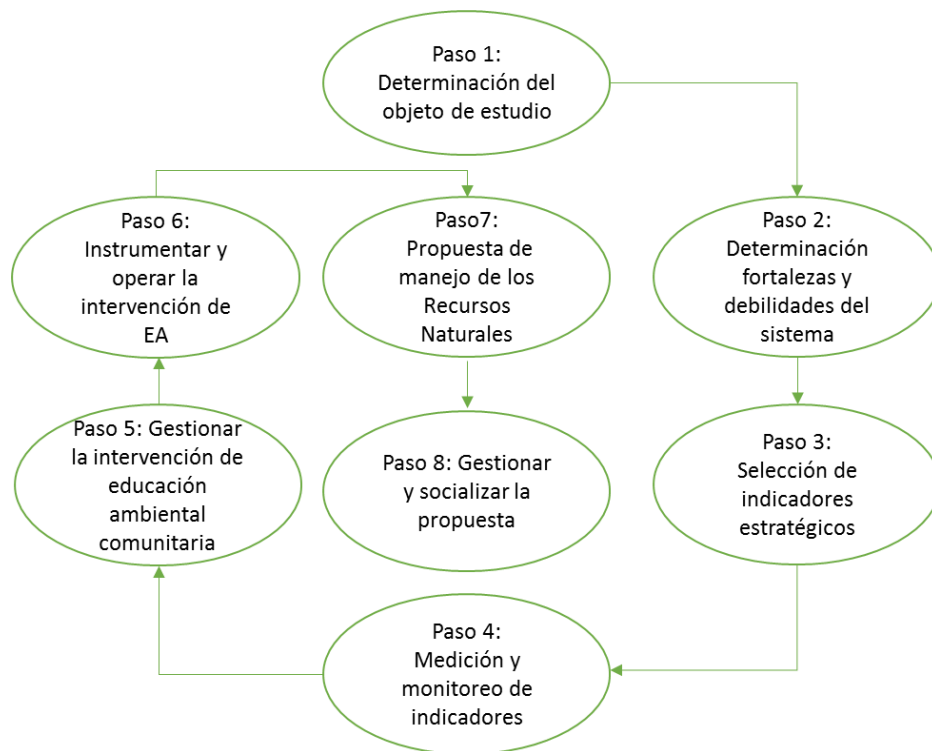 Paso 1:
Determinación del
objeto de estudio
Paso 2:
Determinación
fortalezas y
debilidades del
sistema
Paso 3:
Selección de
indicadores
estratégicos
Paso 4:
Medición y
monitoreo de
indicadores
Paso 5: Gestionar
la intervención de
educación
ambiental
comunitaria
Paso 6:
Instrumentar y
operar la
intervención de
EA
Paso7:
Propuesta de
manejo de los
Recursos
Naturales
Paso 8: Gestionar
y socializar la
propuesta